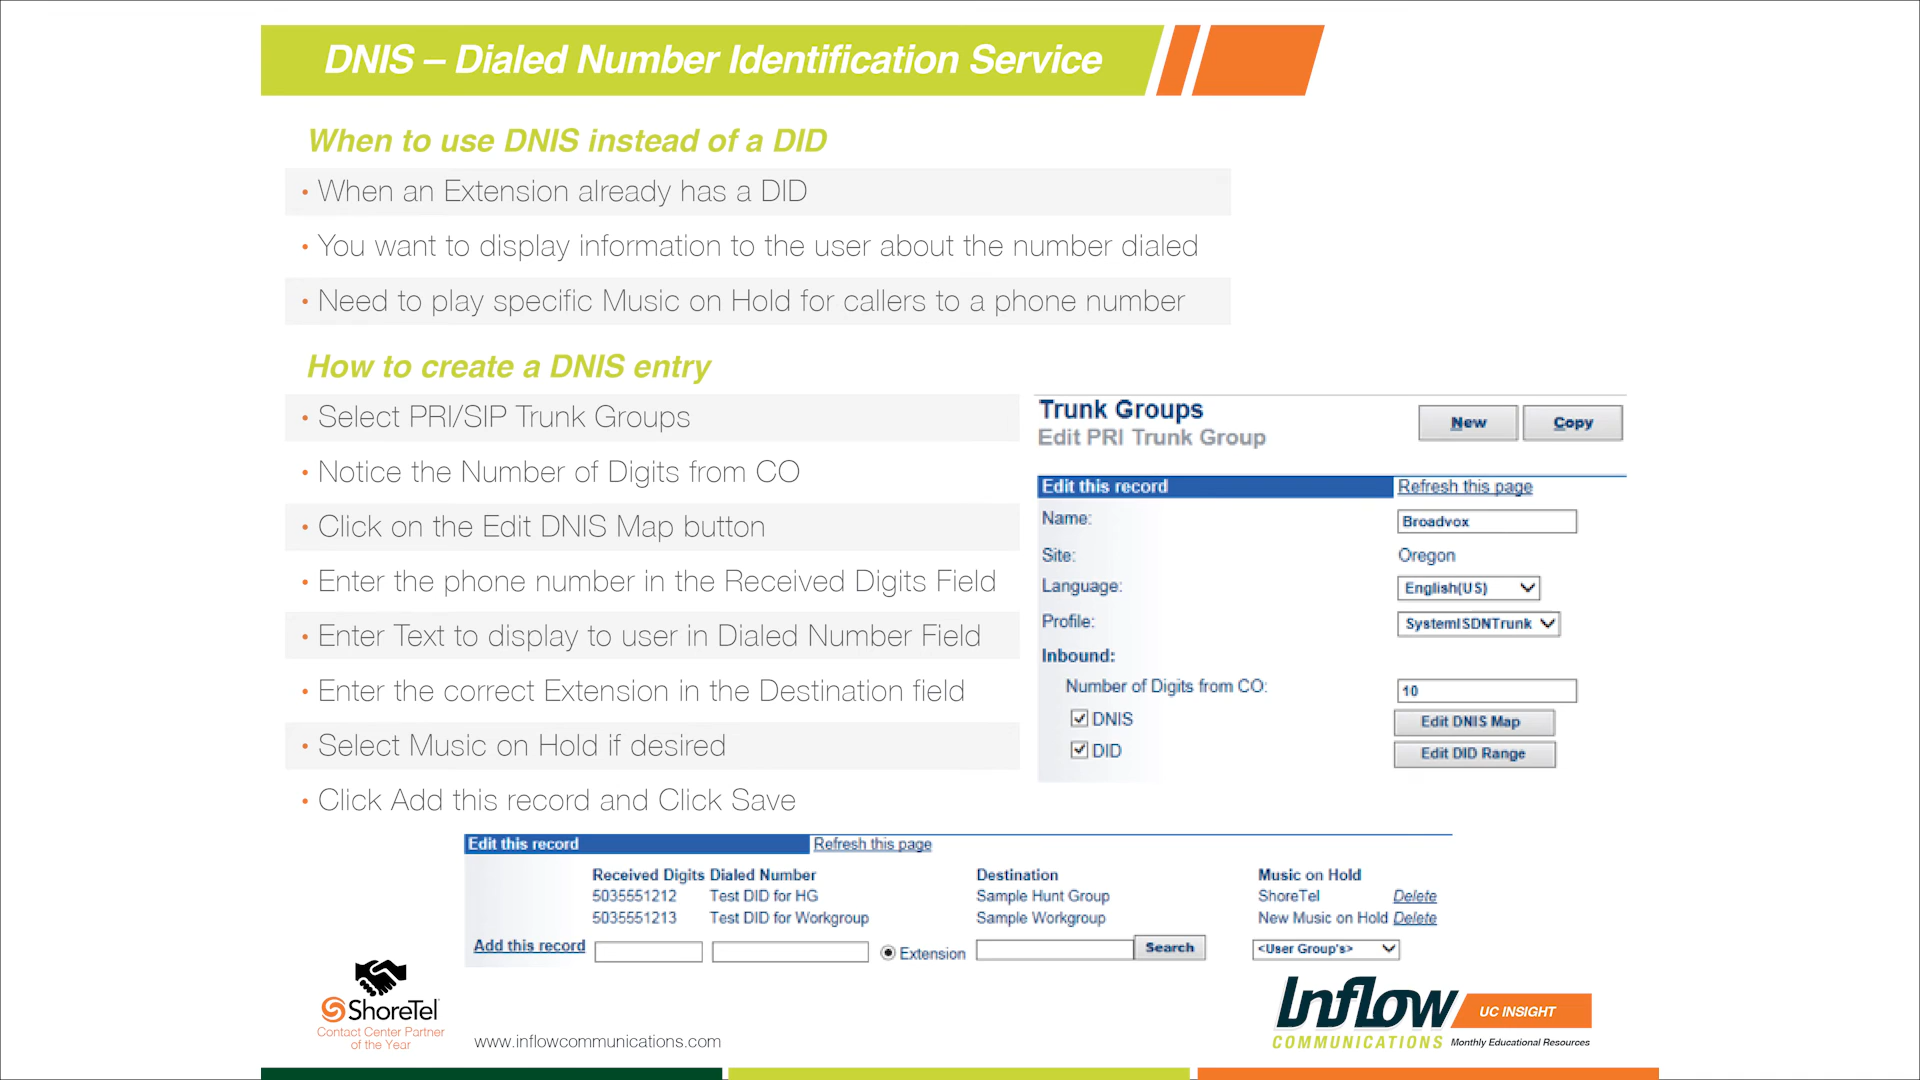 DNIS – Dialed Number Identification Service
When to use DNIS instead of a DID
• When an Extension already has a DID
• You want to display information to the user about the number dialed
• Need to play specific Music on Hold for callers to a phone number
How to create a DNIS entry
• Select PRI/SIP Trunk Groups
• Notice the Number of Digits from CO
• Click on the Edit DNIS Map button
• Enter the phone number in the Received Digits Field
• Enter Text to display to user in Dialed Number Field
• Enter the correct Extension in the Destination field
• Select Music on Hold if desired
• Click Add this record and Click Save
Trunk Groups
Edit PRI Trunk Group
New Copy
Edit this record Refresh this page
Name: Broadvox
Site: Oregon
Language: English(US)
Profile: SystemISDNTrunk
Inbound:
Number of Digits from CO: 10
DNIS Edit DNIS Map
DID Edit DID Range
Edit this record Refresh this page
Received Digits Dialed Number Destination Music on Hold
5035551212 Test DID for HG Sample Hunt Group ShoreTel Delete
5035551213 Test DID for Workgroup Sample Workgroup New Music on Hold Delete
Add this record Extension Search <User Group's>
ShoreTel
Contact Center Partner
of the Year
www.inflowcommunications.com
Inflow
COMMUNICATIONS
UC INSIGHT
Monthly Educational Resources